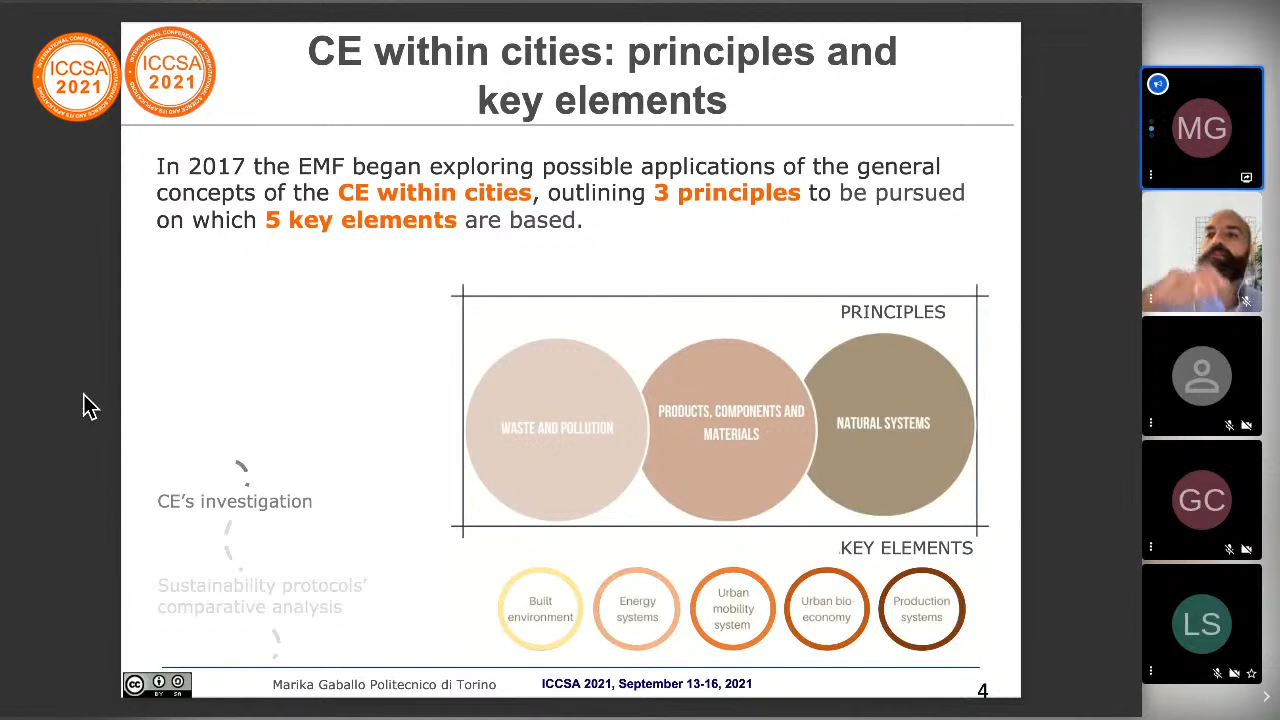 ICCSA
2021
ICCSA
2021
CE within cities: principles and
key elements
In 2017 the EMF began exploring possible applications of the general
concepts of the CE within cities, outlining 3 principles to be pursued
on which 5 key elements are based.
PRINCIPLES
WASTE AND POLLUTION
PRODUCTS, COMPONENTS AND
MATERIALS
NATURAL SYSTEMS
CE’s investigation
Sustainability protocols’
comparative analysis
KEY ELEMENTS
Built
environment
Energy
systems
Urban
mobility
system
Urban bio-
economy
Production
systems
cc
BY SA
Marika Gaballo Politecnico di Torino
ICCSA 2021, September 13-16, 2021
4
MG
GC
LS